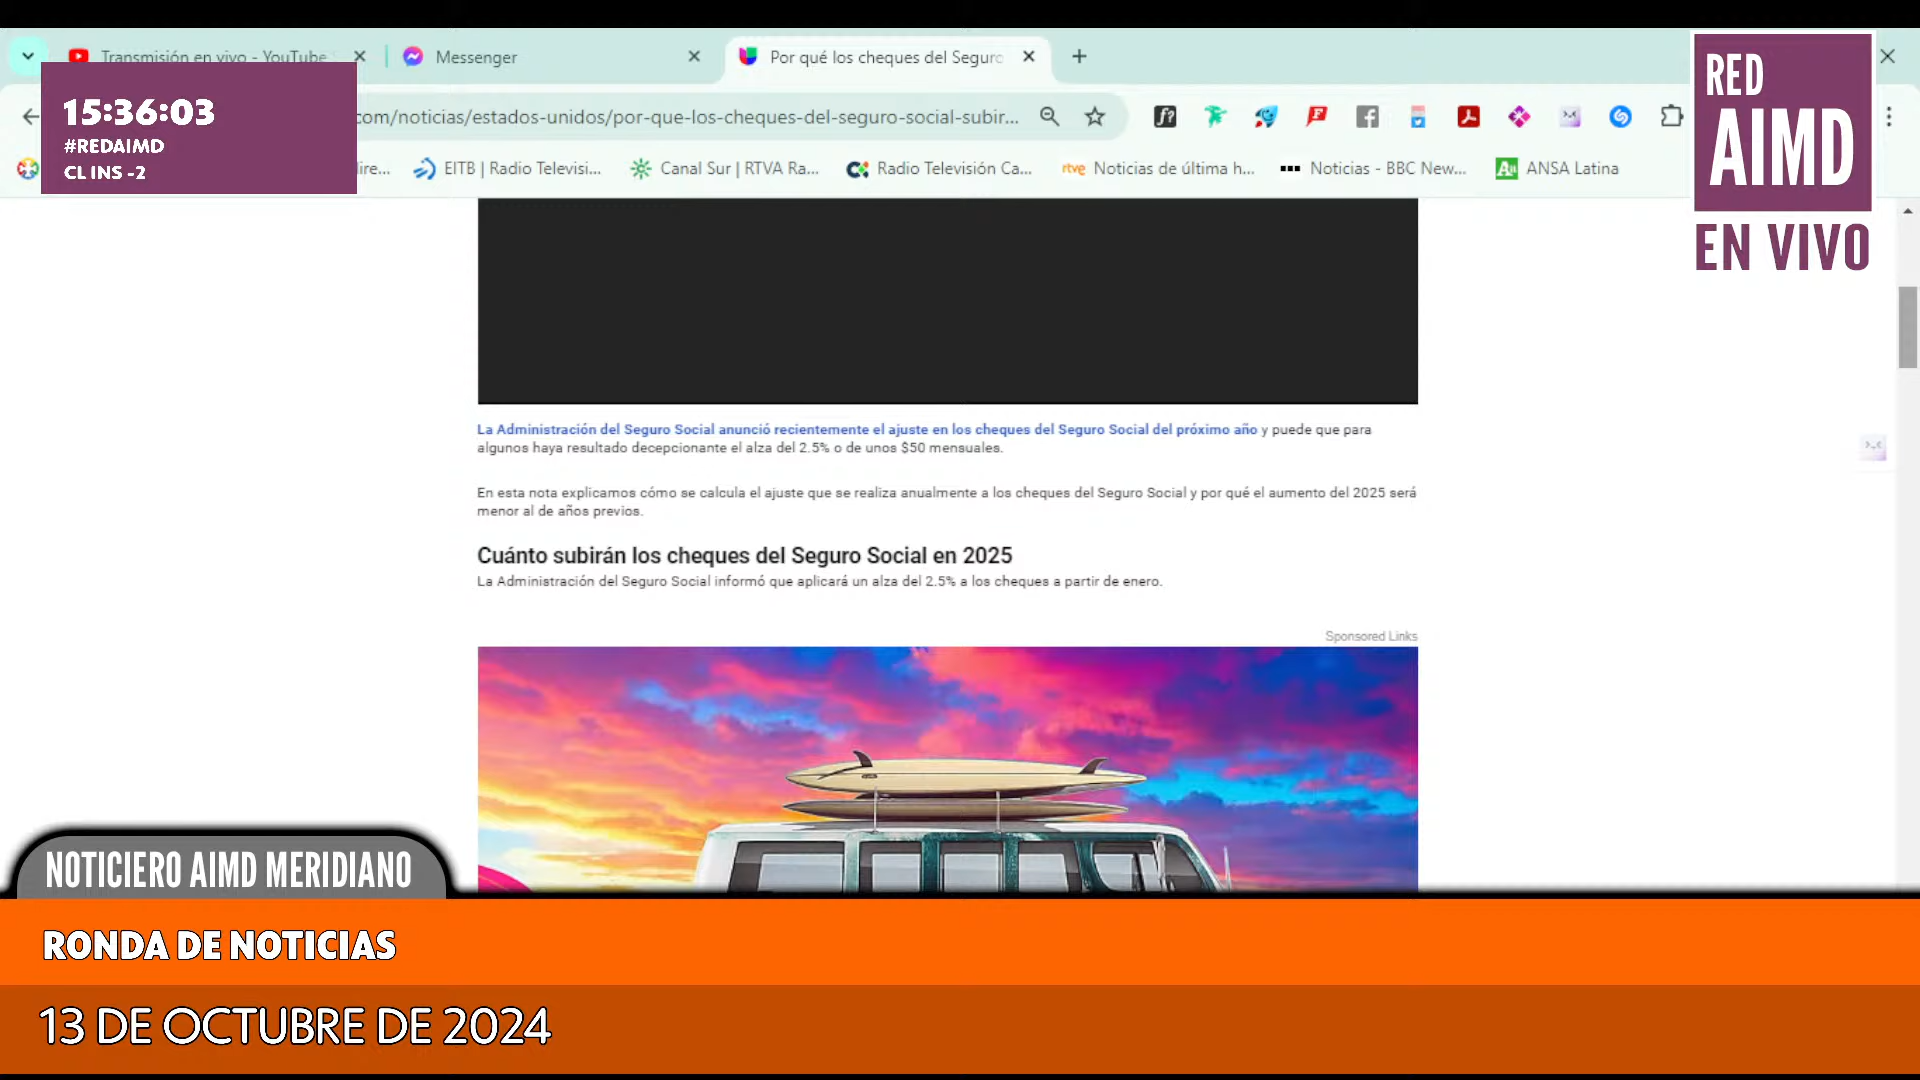 Transmisión en vivo - YouTube
Messenger
Por qué los cheques del Seguro
15:36:03
#REDAIMD
CL INS -2
com/noticias/estados-unidos/por-que-los-cheques-del-seguro-social-subir...
ire...
EITB | Radio Televisi...
Canal Sur | RTVA Ra...
Radio Televisión Ca...
rtve Noticias de última h...
Noticias - BBC New...
ANSA Latina
RED
AIMD
EN VIVO
La Administración del Seguro Social anunció recientemente el ajuste en los cheques del Seguro Social del próximo año y puede que para
algunos haya resultado decepcionante el alza del 2.5% o de unos $50 mensuales.
En esta nota explicamos cómo se calcula el ajuste que se realiza anualmente a los cheques del Seguro Social y por qué el aumento del 2025 será
menor al de años previos.
Cuánto subirán los cheques del Seguro Social en 2025
La Administración del Seguro Social informó que aplicará un alza del 2.5% a los cheques a partir de enero.
Sponsored Links
NOTICIERO AIMD MERIDIANO
RONDA DE NOTICIAS
13 DE OCTUBRE DE 2024